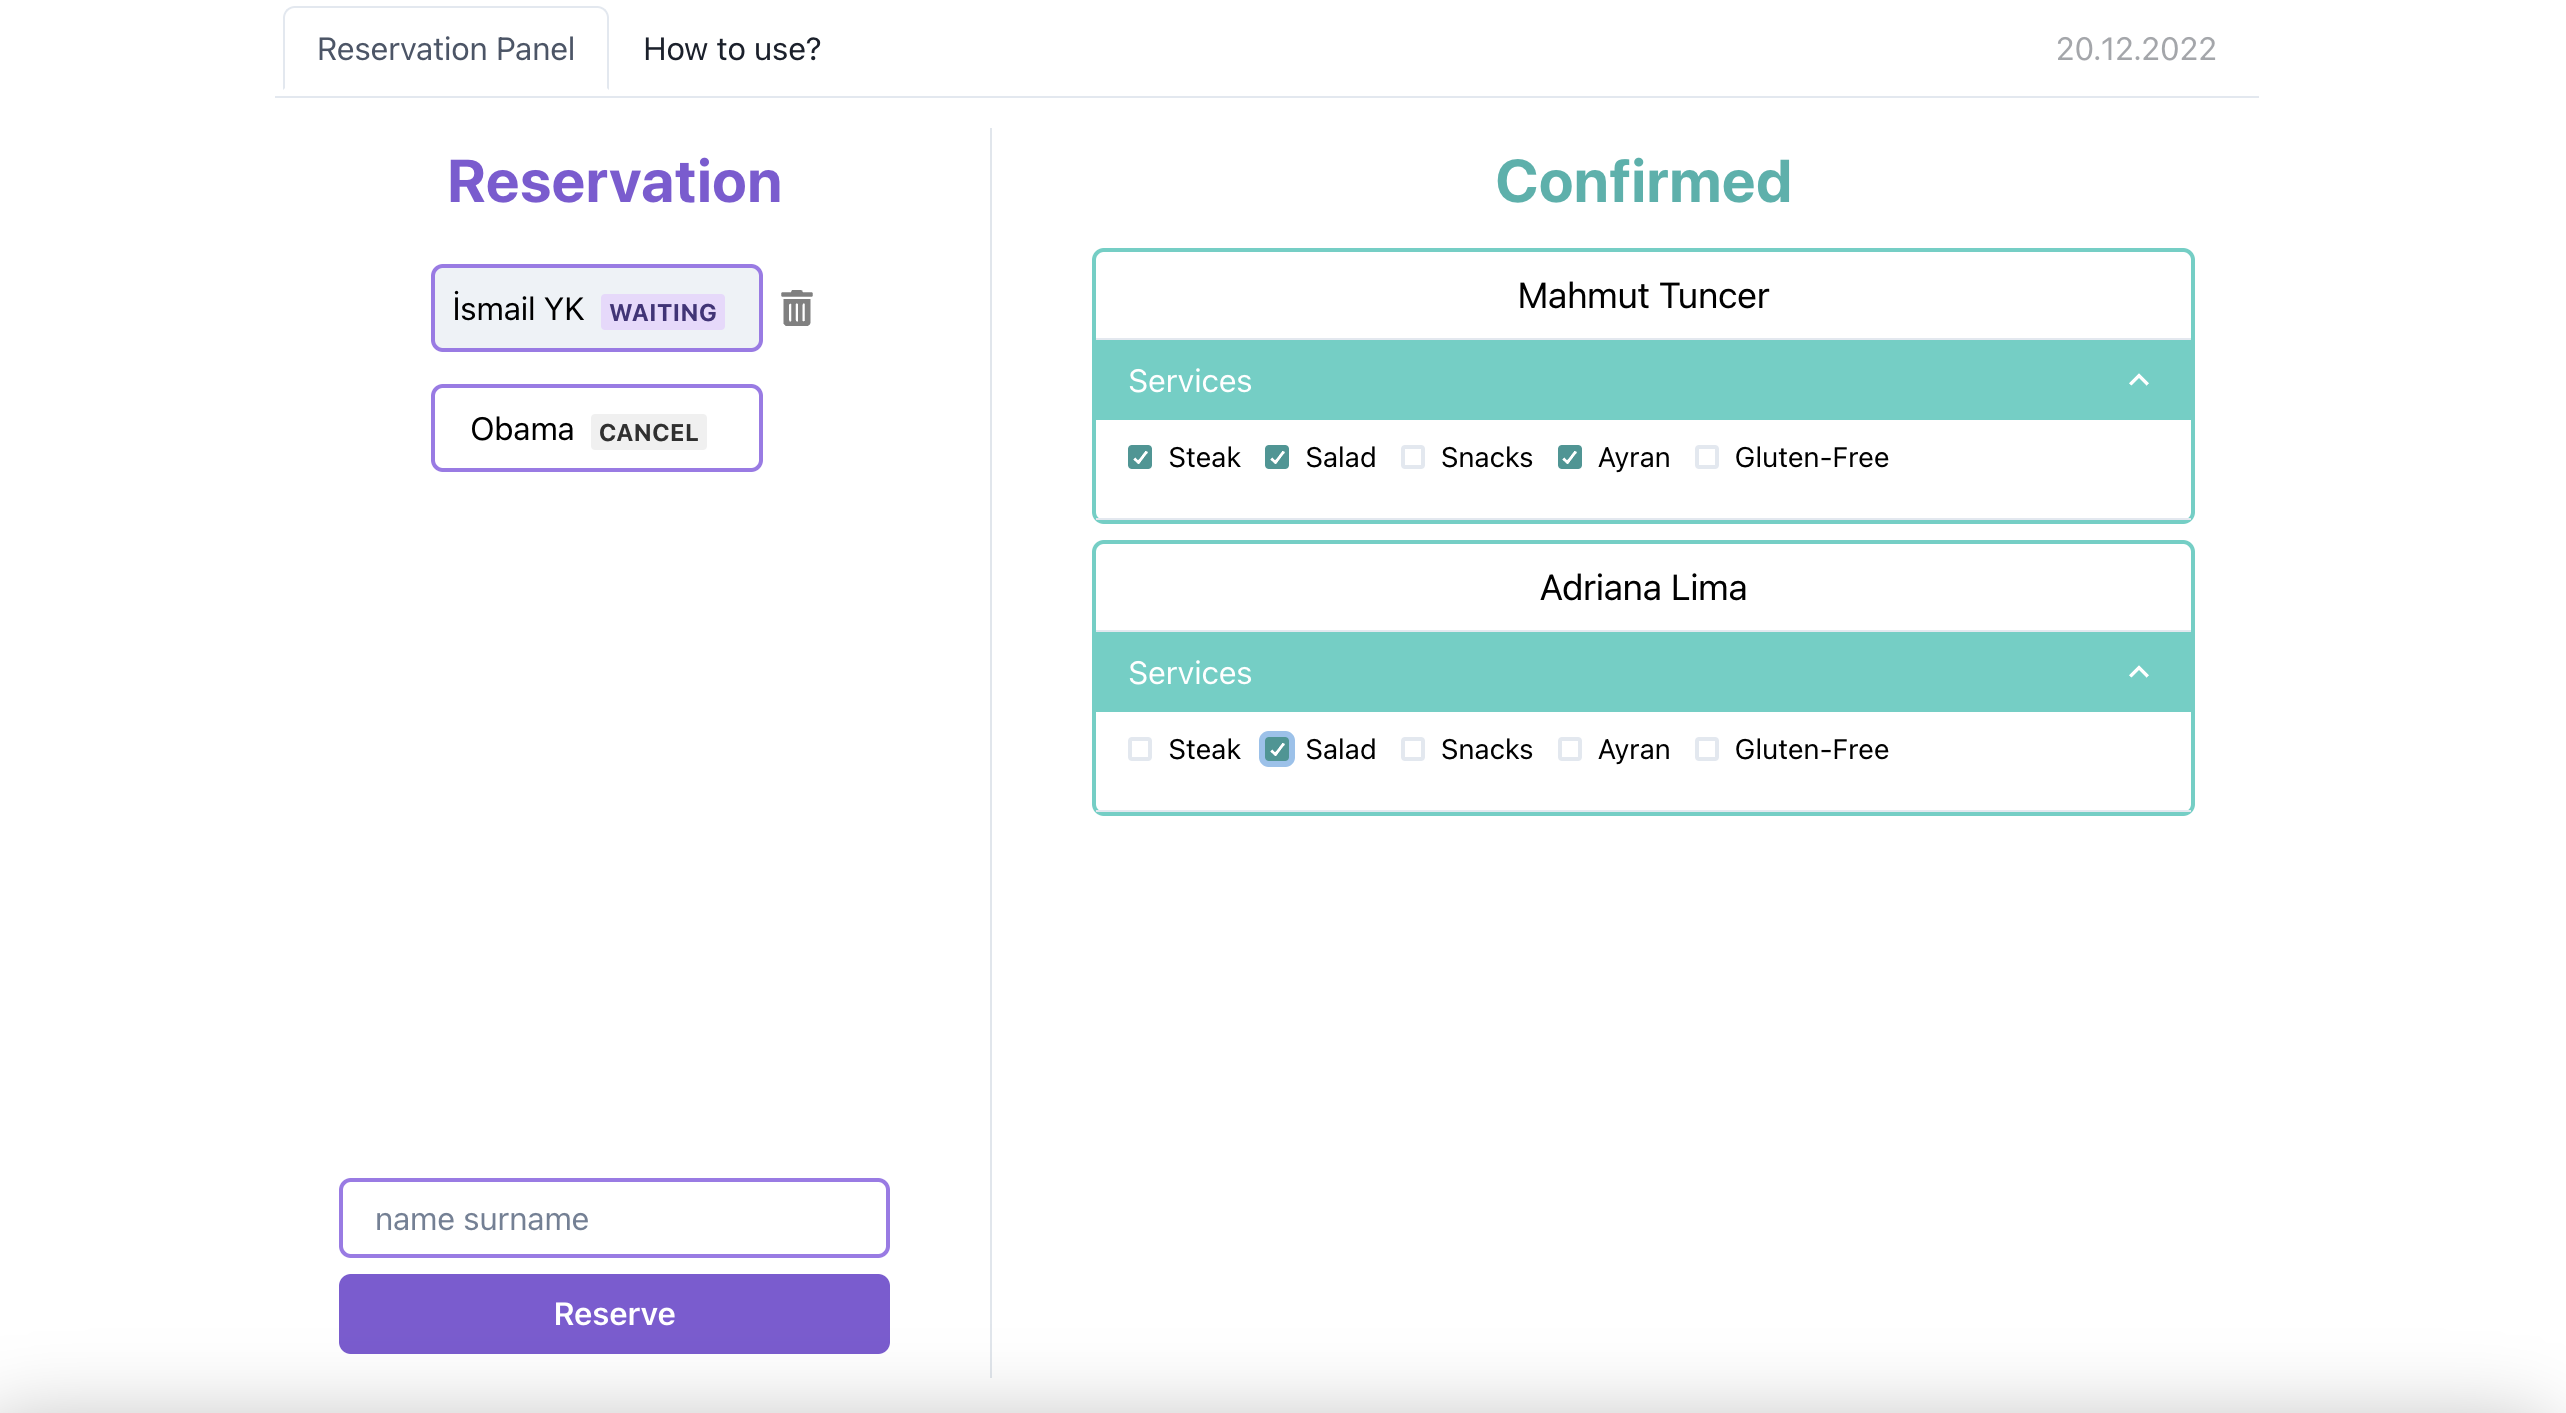 Reservation Panel
How to use?
20.12.2022
Reservation
İsmail YK WAITING
Obama CANCEL
name surname
Reserve
Confirmed
Mahmut Tuncer
Services
Steak Salad Snacks Ayran Gluten-Free
Adriana Lima
Services
Steak Salad Snacks Ayran Gluten-Free